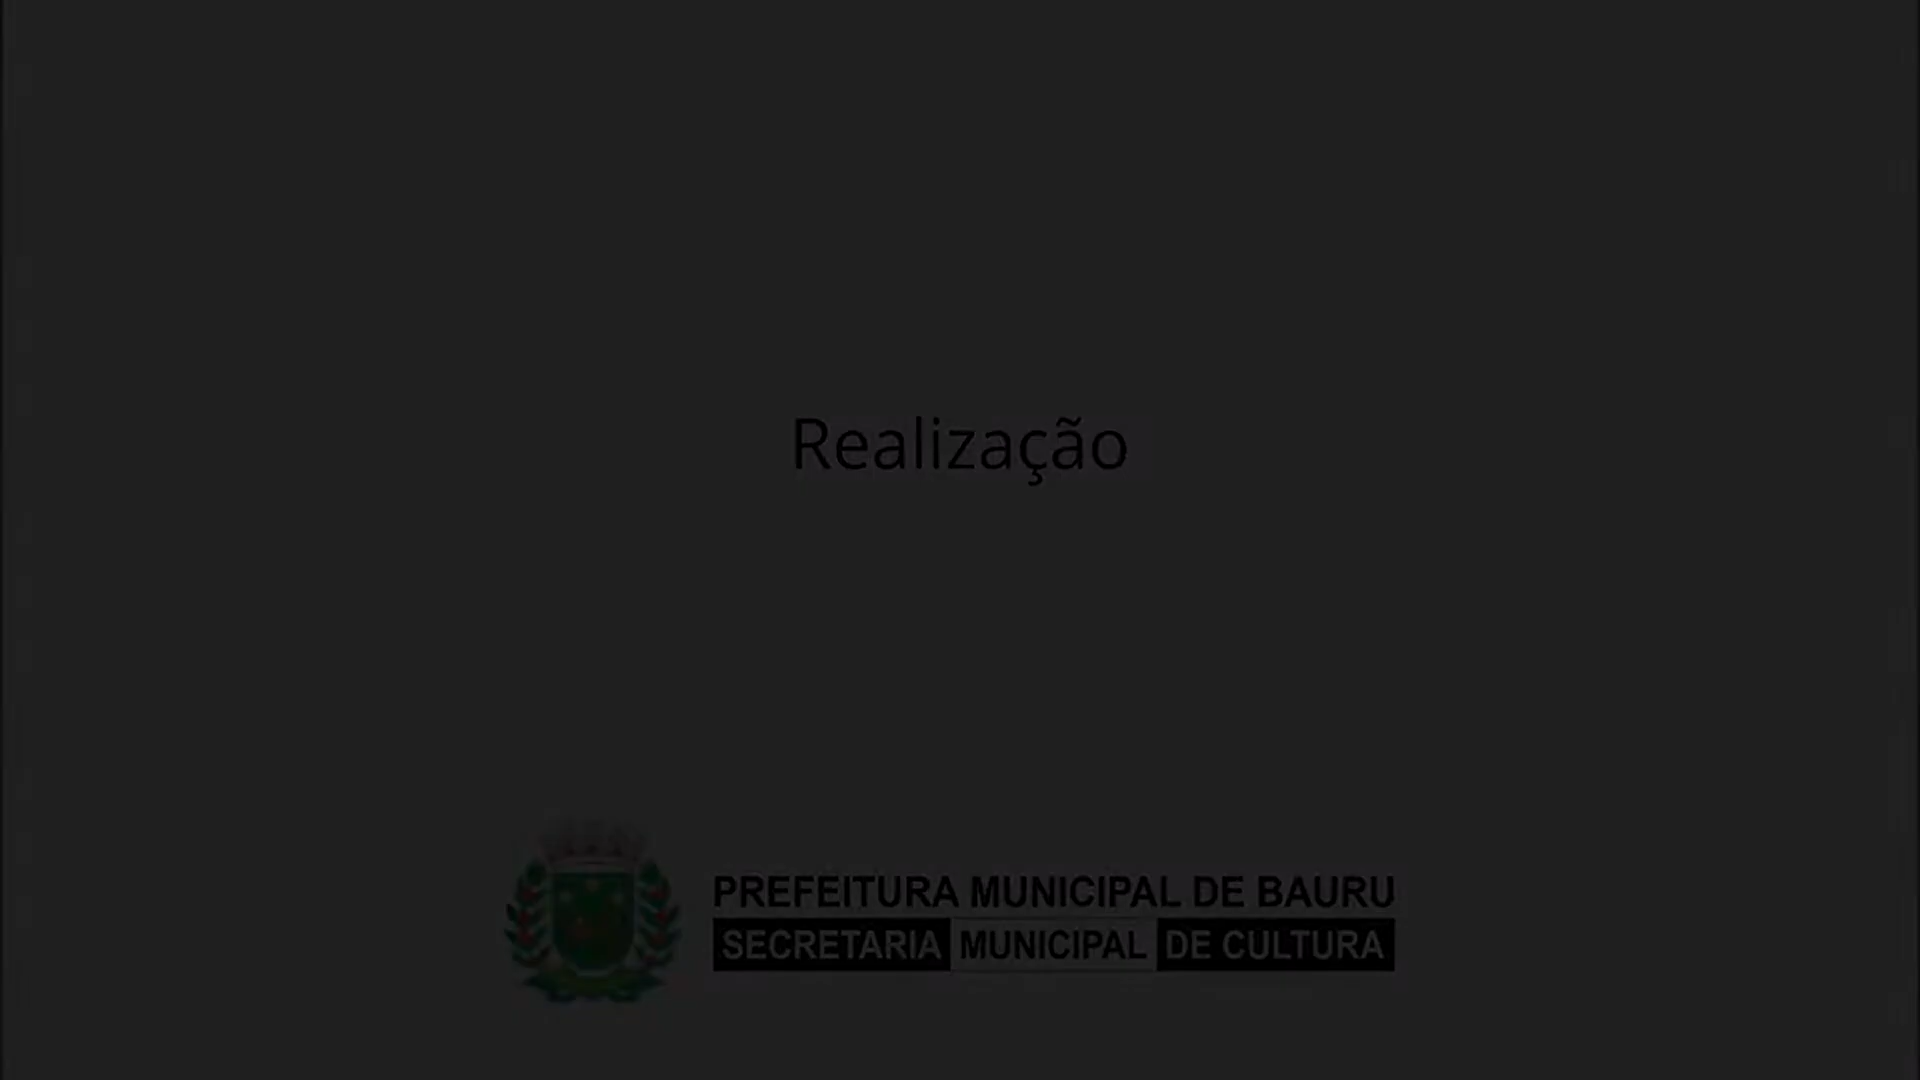 Realização
PREFEITURA MUNICIPAL DE BAURU
SECRETARIA MUNICIPAL DE CULTURA